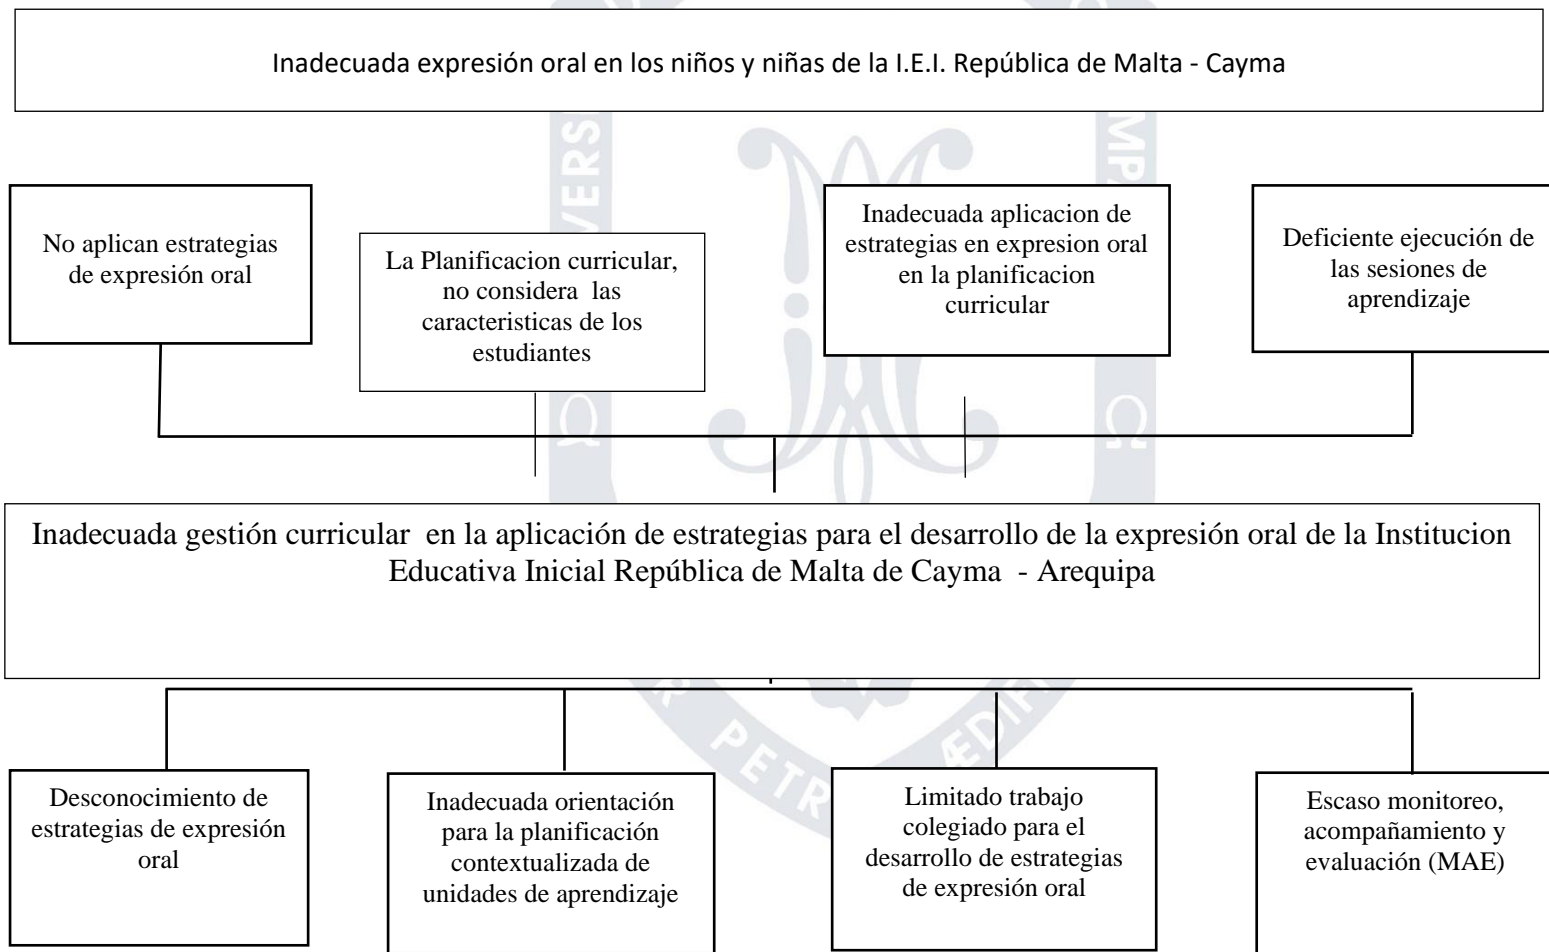 Inadecuada expresión oral en los niños y niñas de la I.E.I. República de Malta - Cayma
No aplican estrategias
de expresión oral
La Planificacion curricular,
no considera las
caracteristicas de los
estudiantes
Inadecuada aplicacion de
estrategias en expresion oral
en la planificacion
curricular
Deficiente ejecución de
las sesiones de
aprendizaje
Inadecuada gestión curricular en la aplicación de estrategias para el desarrollo de la expresión oral de la Institucion
Educativa Inicial República de Malta de Cayma - Arequipa
Desconocimiento de
estrategias de expresión
oral
Inadecuada orientación
para la planificación
contextualizada de
unidades de aprendizaje
Limitado trabajo
colegiado para el
desarrollo de estrategias
de expresión oral
Escaso monitoreo,
acompañamiento y
evaluación (MAE)